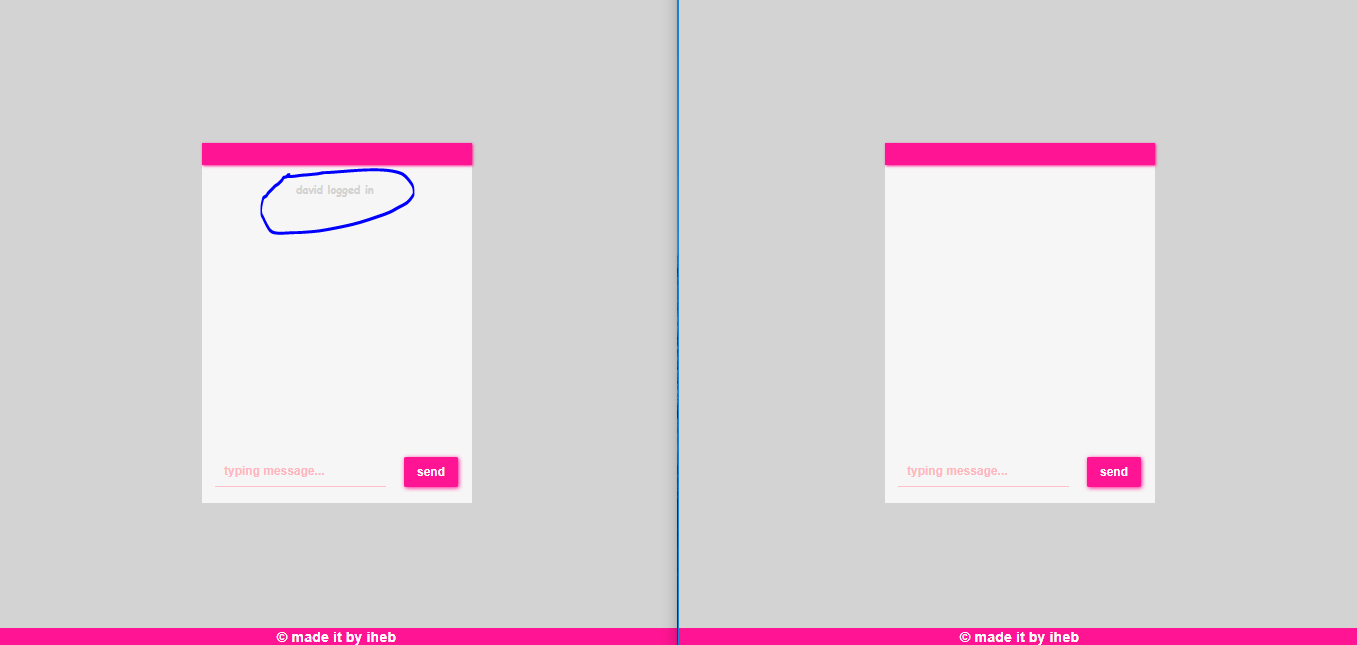 david logged in
typing message...
send
© made it by iheb
typing message...
send
© made it by iheb